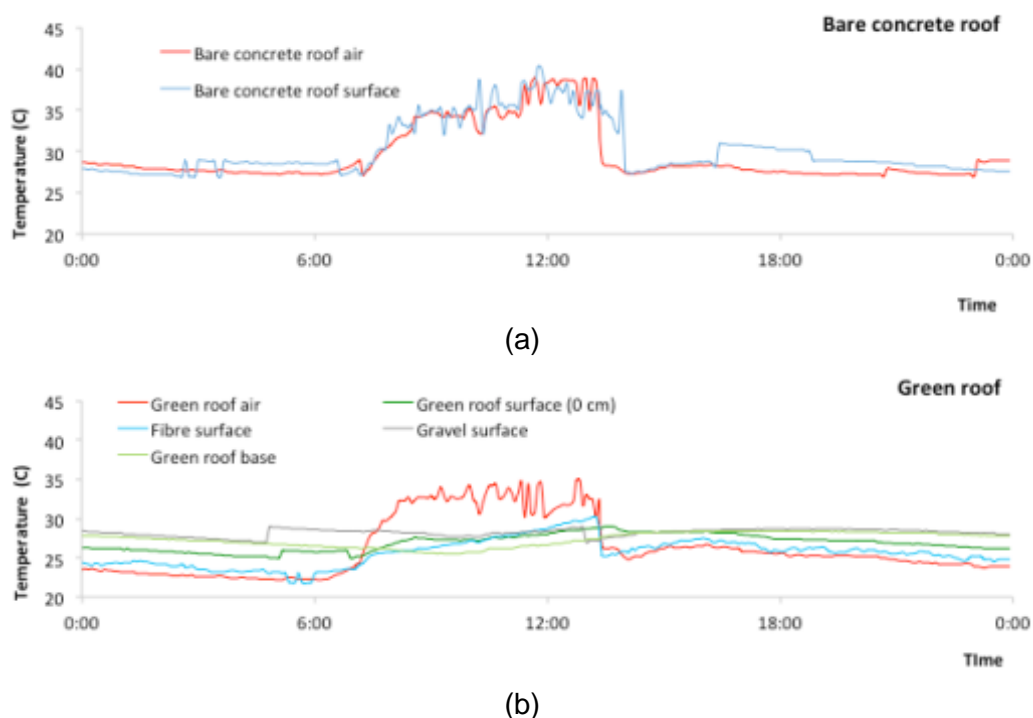 Bare concrete roof
45
40
35
30
25
20
Temperature (C)
Bare concrete roof air
Bare concrete roof surface
0:00 6:00 12:00 18:00 0:00
Time
(a)
Green roof
45
40
35
30
25
20
Temperature (C)
Green roof air Green roof surface (0 cm)
Fibre surface Gravel surface
Green roof base
0:00 6:00 12:00 18:00 0:00
TIme
(b)